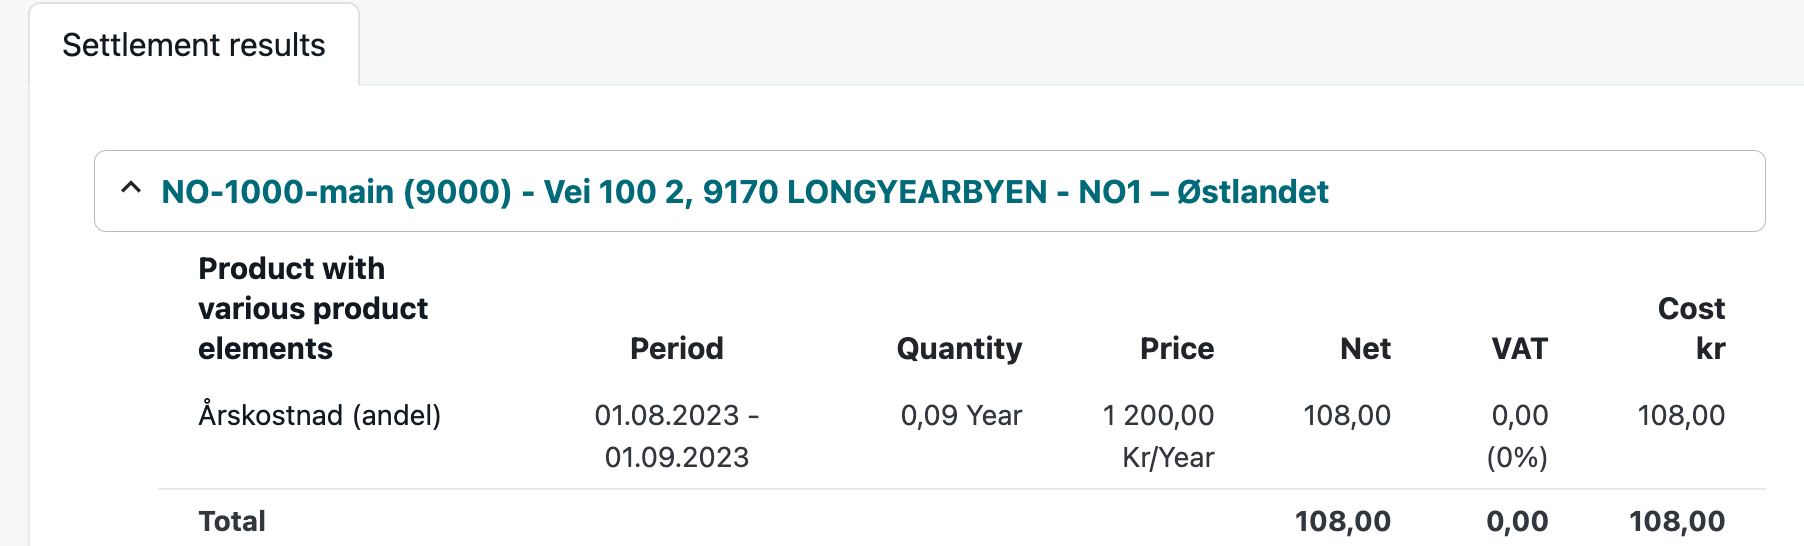 Settlement results
NO-1000-main (9000) - Vei 100 2, 9170 LONGYEARBYEN - NO1 – Østlandet
Product with
various product
elements
Period
Quantity
Price
Net
VAT
Cost
kr
Årskostnad (andel)
01.08.2023 -
01.09.2023
0,09 Year
1 200,00
Kr/Year
108,00
0,00
(0%)
108,00
Total
108,00
0,00
108,00